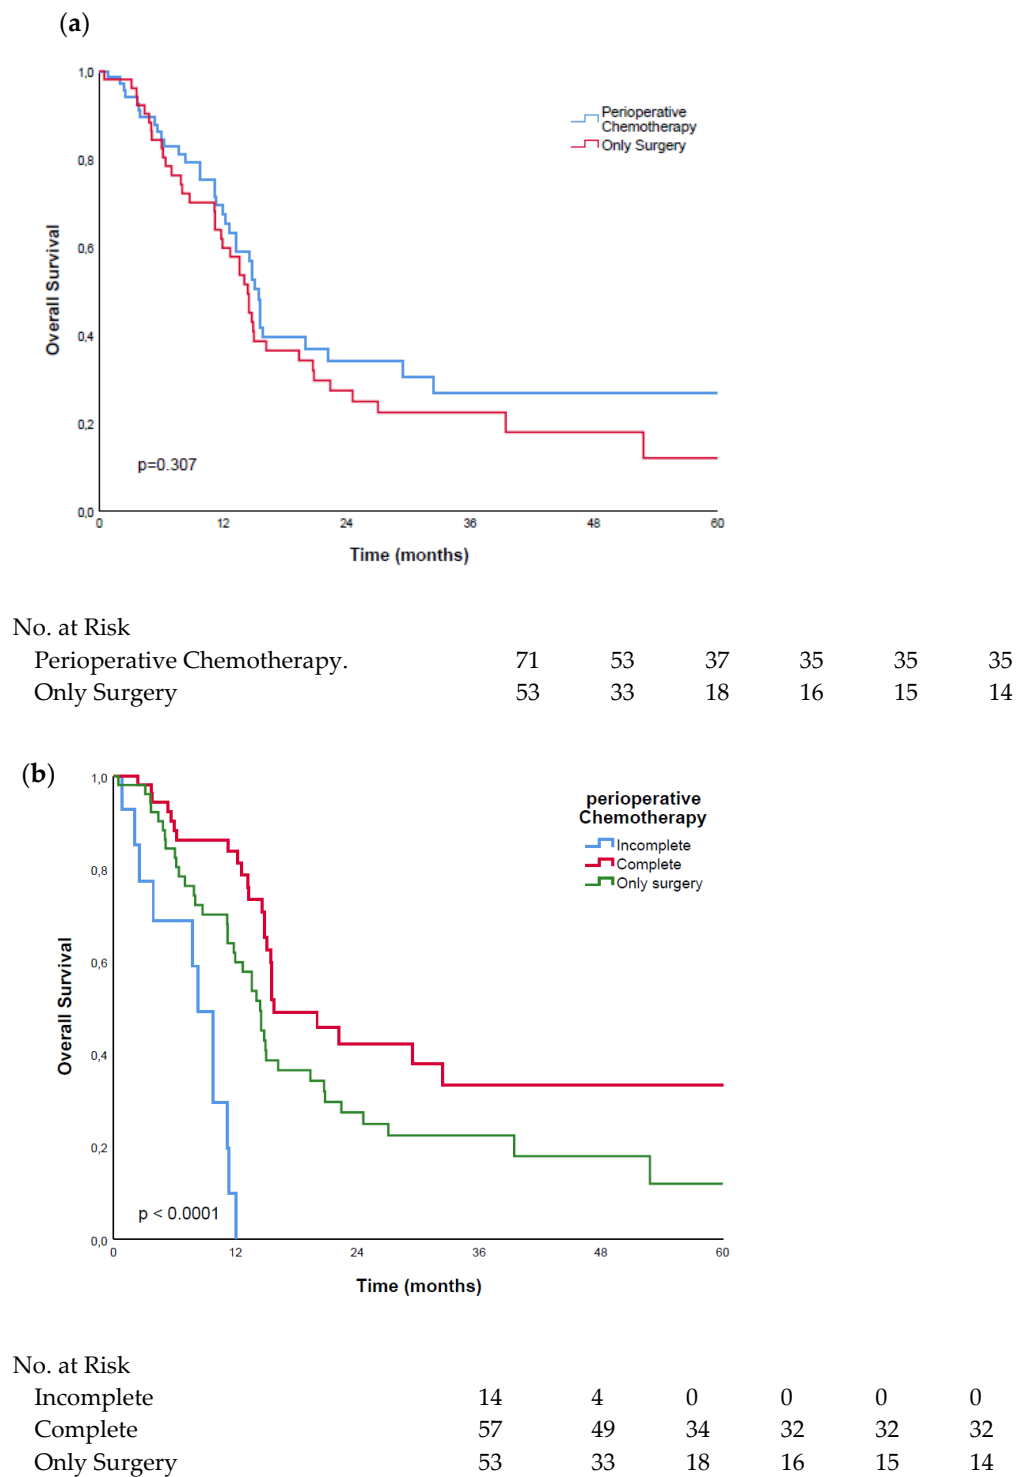 (a)
1,0
0,8
0,6
0,4
0,2
0,0
Overall Survival
Perioperative
Chemotherapy
Only Surgery
p=0.307
0 12 24 36 48 60
Time (months)
No. at Risk
Perioperative Chemotherapy. 71 53 37 35 35 35
Only Surgery 53 33 18 16 15 14
(b)
1,0
0,8
0,6
0,4
0,2
0,0
Overall Survival
perioperative
Chemotherapy
Incomplete
Complete
Only surgery
p < 0.0001
0 12 24 36 48 60
Time (months)
No. at Risk
Incomplete 14 4 0 0 0 0
Complete 57 49 34 32 32 32
Only Surgery 53 33 18 16 15 14